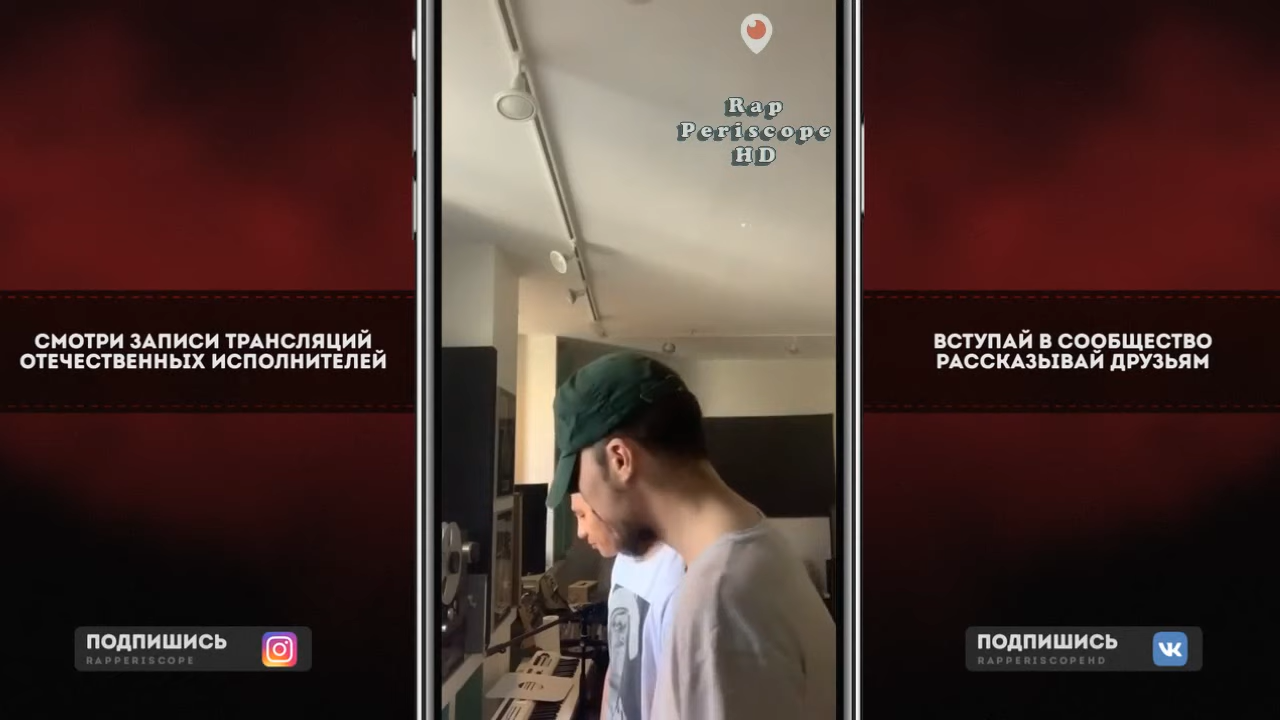 Rap
Periscope
HD
СМОТРИ ЗАПИСИ ТРАНСЛЯЦИЙ
ОТЕЧЕСТВЕННЫХ ИСПОЛНИТЕЛЕЙ
ВСТУПАЙ В СООБЩЕСТВО
РАССКАЗЫВАЙ ДРУЗЬЯМ
ПОДПИШИСЬ
RAPPERISCOPE
ПОДПИШИСЬ
RAPPERISCOPEHD